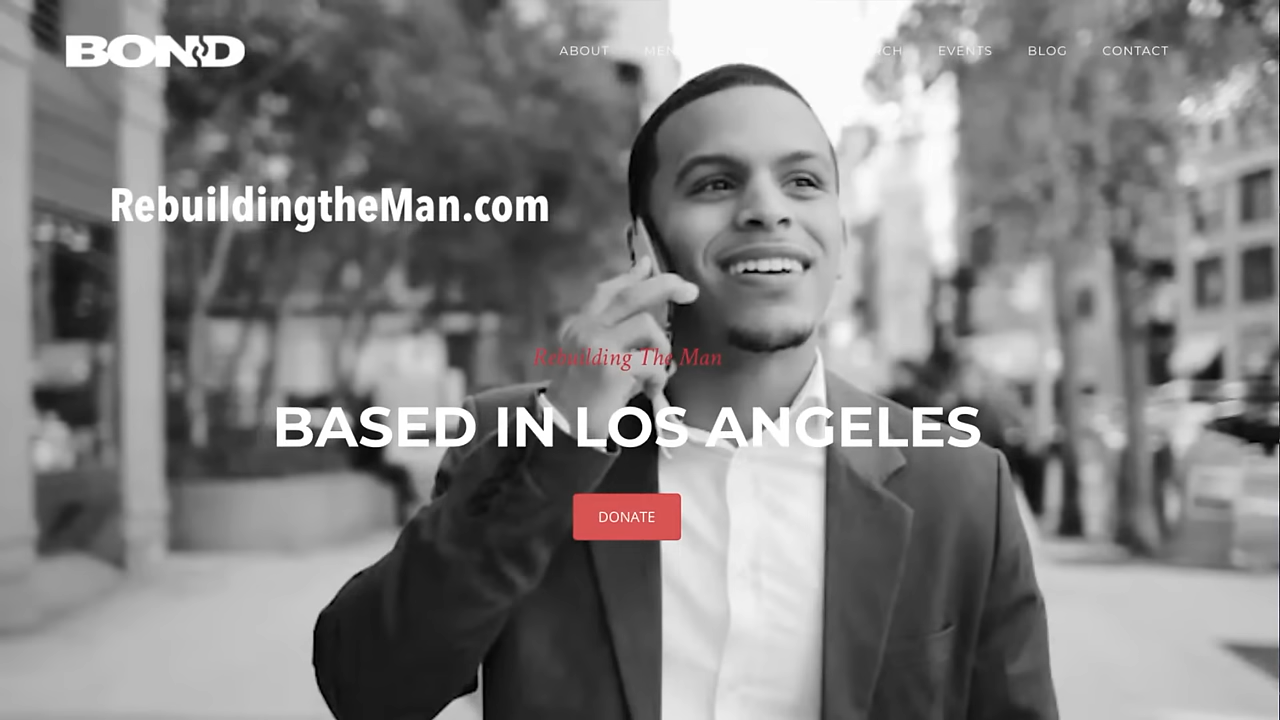 BOND
ABOUT
EVENTS
BLOG
CONTACT
RebuildingtheMan.com
Rebuilding The Man
BASED IN LOS ANGELES
DONATE